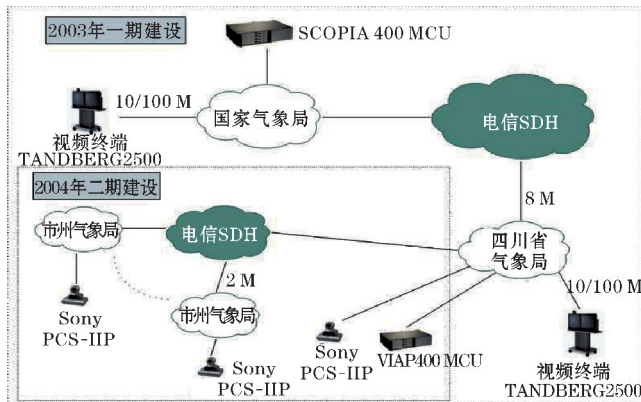 2003年一期建设
SCOPIA 400 MCU
10/100 M
国家气象局
电信SDH
视频终端
TANDBERG2500
8 M
2004年二期建设
市州气象局
电信SDH
四川省
气象局
2 M
10/100 M
市州气象局
Sony
PCS-IIP
Sony
PCS-IIP
Sony
PCS-IIP
VIAP400 MCU
视频终端
TANDBERG2500